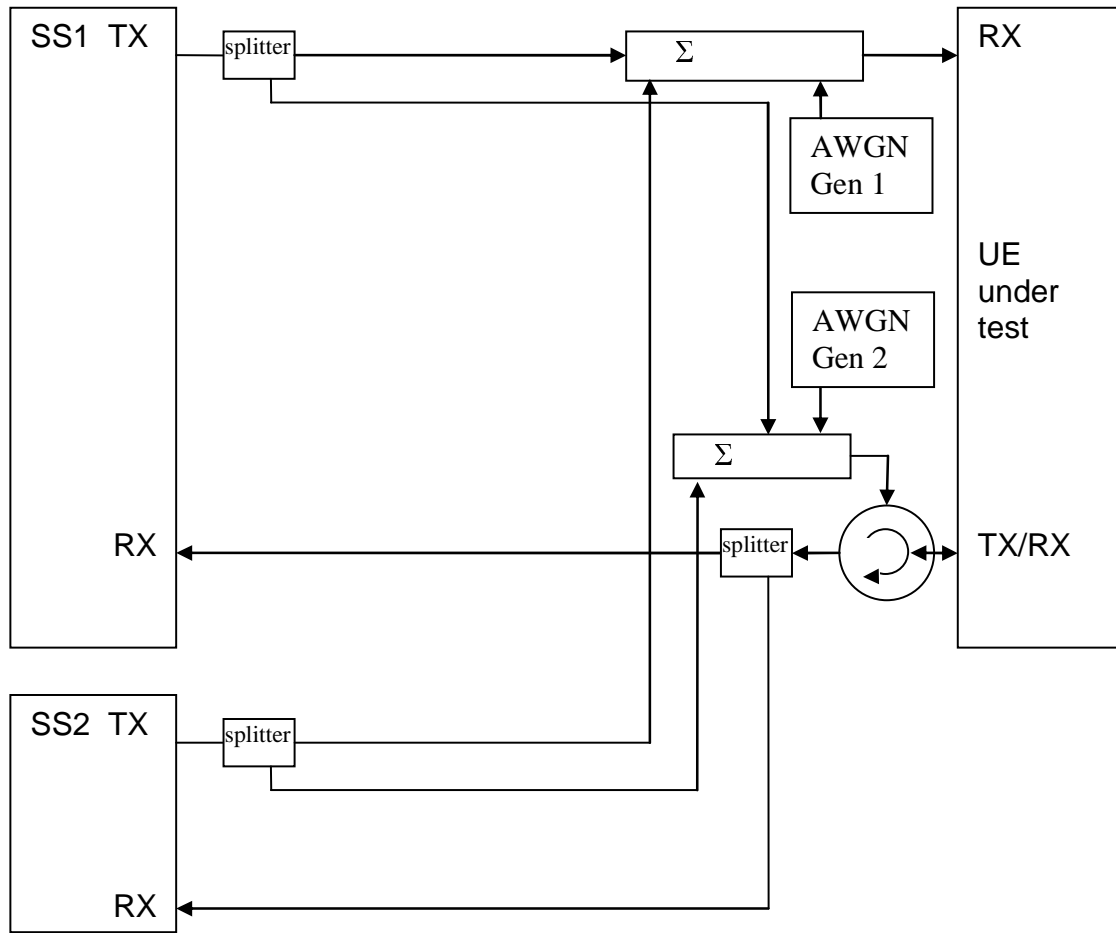 SS1 TX
splitter
Σ
RX
AWGN
Gen 1
UE
under
test
AWGN
Gen 2
Σ
RX
splitter
TX/RX
SS2 TX
splitter
RX